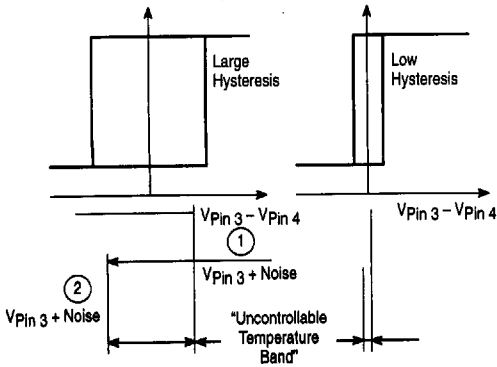 Large
Hysteresis
Low
Hysteresis
VPin 3 – VPin 4
VPin 3 – VPin 4
1
VPin 3 + Noise
2
VPin 3 + Noise
"Uncontrollable
Temperature
Band"